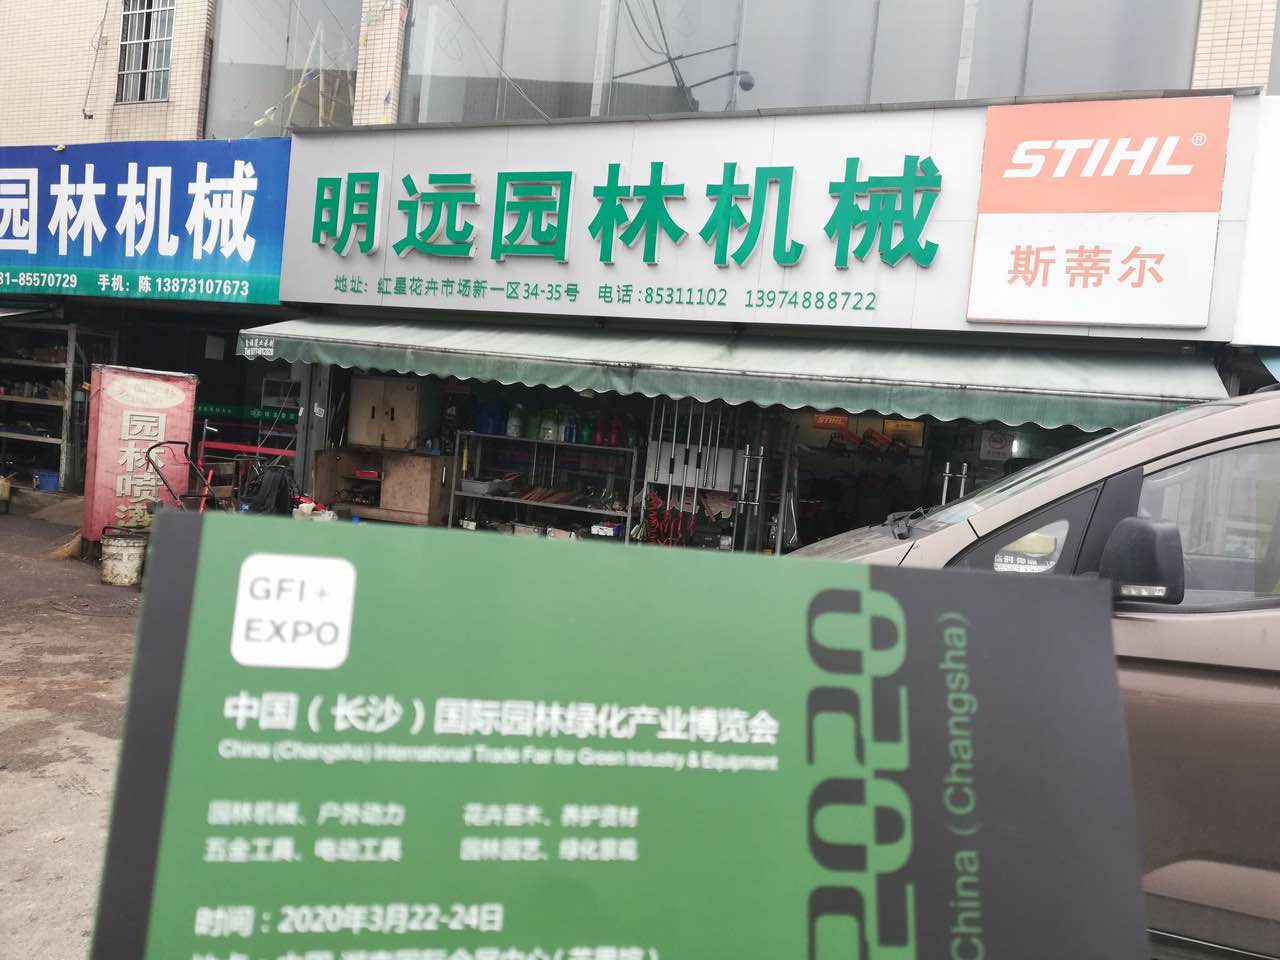 园林机械
31-85570729 手机：陈 13873107673
明远园林机械
地址：红星花卉市场新一区34-35号 电话：85311102 13974888722
STIHL®
斯蒂尔
STIHL
园林喷洒
GFI+
EXPO
中国（长沙）国际园林绿化产业博览会
China (Changsha) International Trade Fair for Green Industry & Equipment
园林机械、户外动力 花卉苗木、养护资材
五金工具、电动工具 园林园艺、绿化景观
时间：2020年3月22-24日
2020
China (Changsha)